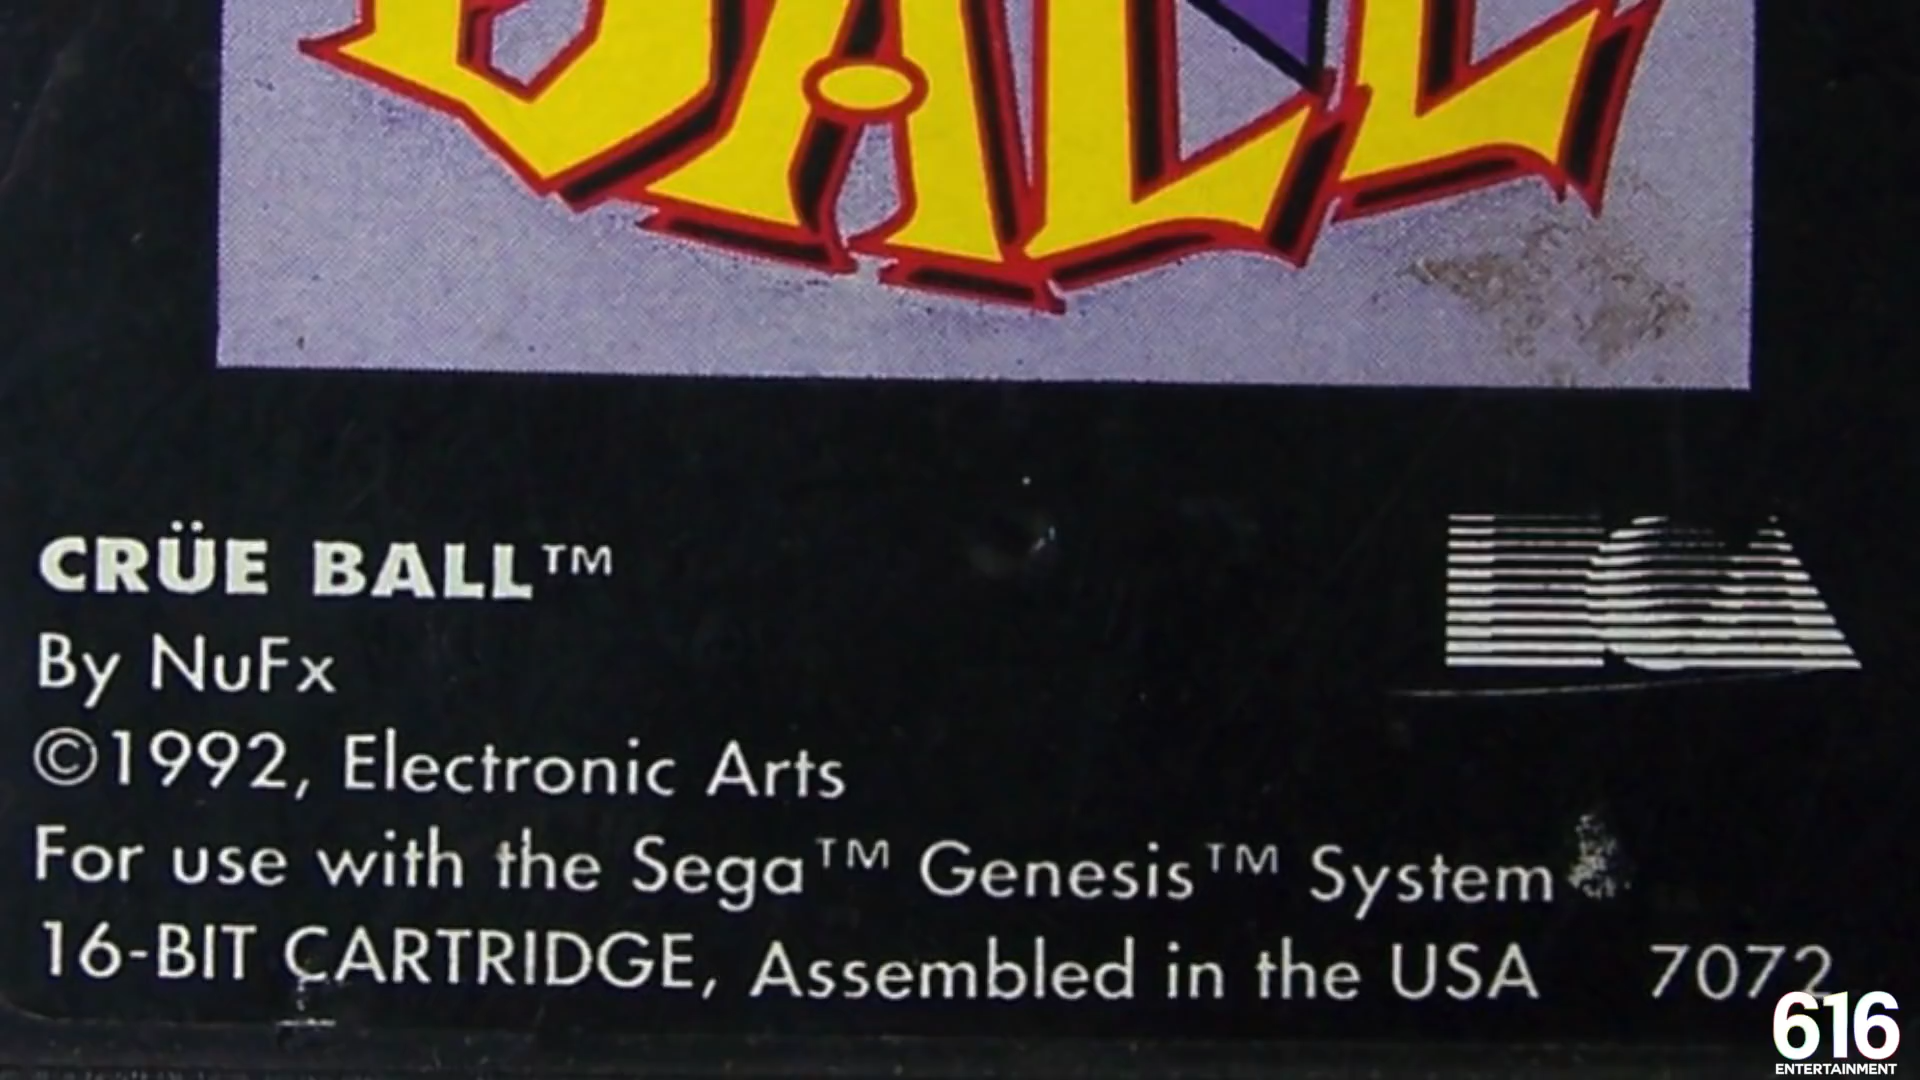 BALL
CRÜE BALL™
By NuFx
©1992, Electronic Arts
For use with the Sega™ Genesis™ System
16-BIT CARTRIDGE, Assembled in the USA 7072
616
ENTERTAINMENT